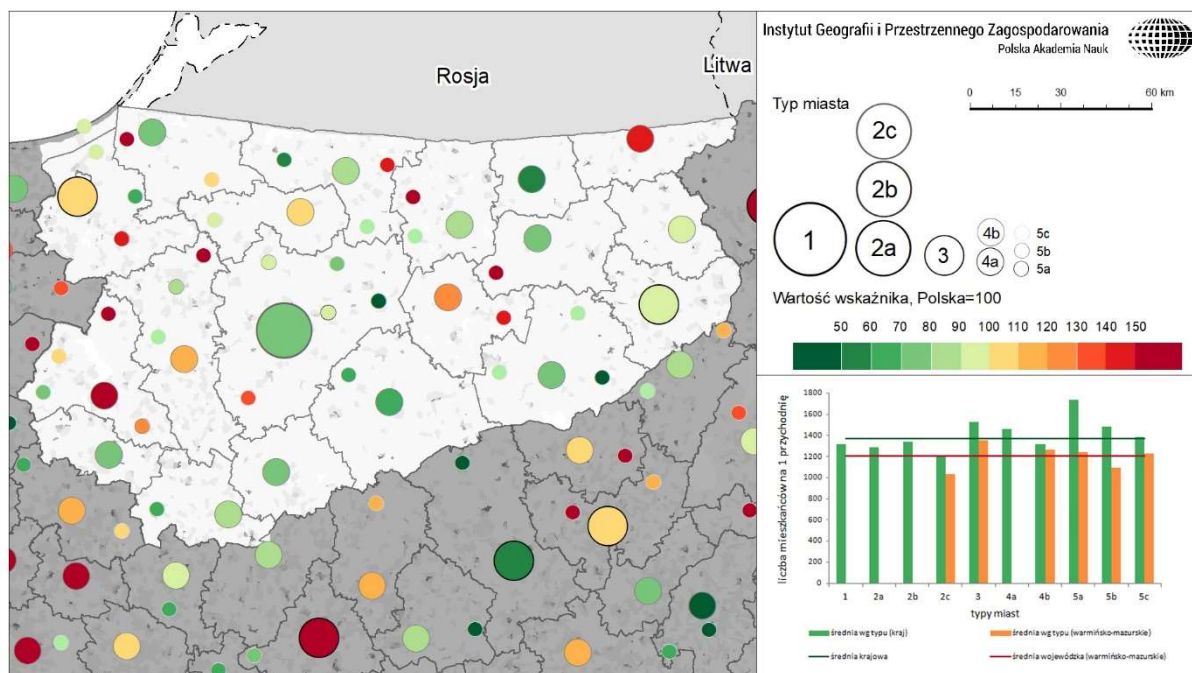 Rosja
Litwa
Instytut Geografii i Przestrzennego Zagospodarowania
Polska Akademia Nauk
0 15 30 60 km
Typ miasta
2c
2b
1
2a
3
4b
4a
5c
5b
5a
Wartość wskaźnika, Polska=100
50 60 70 80 90 100 110 120 130 140 150
liczba mieszkańców na 1 przychodnię
1800
1600
1400
1200
1000
800
600
400
200
0
1 2a 2b 2c 3 4a 4b 5a 5b 5c
typy miast
średnia wg typu (kraj)
średnia wg typu (warmińsko-mazurskie)
średnia krajowa
średnia wojewódzka (warmińsko-mazurskie)